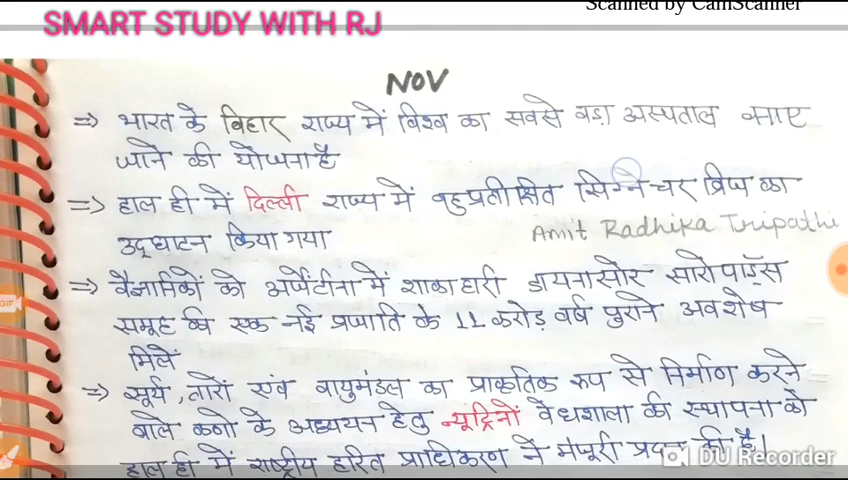 Scanned by CamScanner
SMART STUDY WITH RJ
NOV
⇒ भारत के बिहार राज्य में विश्व का सबसे बड़ा अस्पताल बनाए
जाने की योजना है
⇒ हाल ही में दिल्ली राज्य में बहुप्रतीक्षित सिग्नेचर ब्रिज का
उद्घाटन किया गया
Amit Radhika Tripathi
⇒ वैज्ञानिकों को अर्जेंटीना में शाकाहारी डायनासोर सारोपाड्स
समूह की एक नई प्रजाति के 11 करोड़ वर्ष पुराने अवशेष
मिलें
⇒ सूर्य, तारों एंव वायुमंडल का प्राकृतिक रुप से निर्माण करने
वाले कणो के अध्ययन हेतु न्यूट्रिनों वेधशाला की स्थापना को
हाल ही में राष्ट्रीय हरित प्राधिकरण ने मंजूरी प्रदान की है।
GIF
DU Recorder